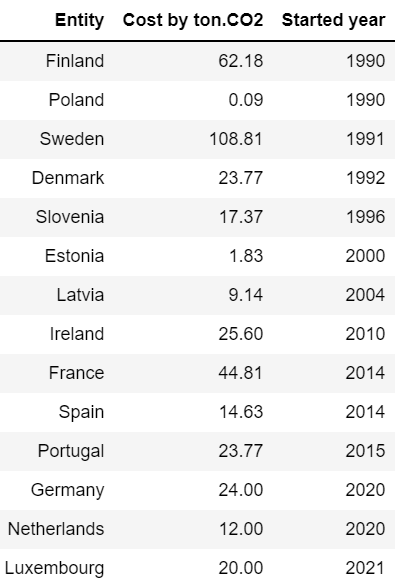 Entity Cost by ton.CO2 Started year
Finland 62.18 1990
Poland 0.09 1990
Sweden 108.81 1991
Denmark 23.77 1992
Slovenia 17.37 1996
Estonia 1.83 2000
Latvia 9.14 2004
Ireland 25.60 2010
France 44.81 2014
Spain 14.63 2014
Portugal 23.77 2015
Germany 24.00 2020
Netherlands 12.00 2020
Luxembourg 20.00 2021